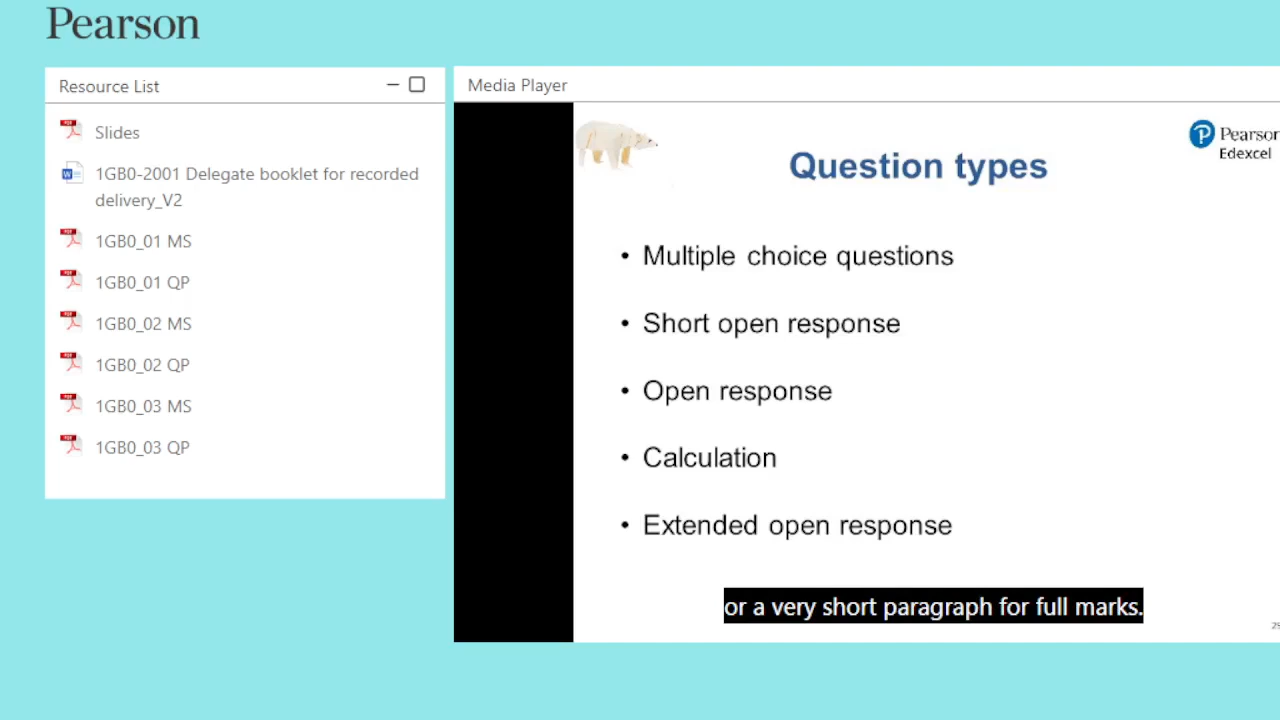 Pearson
Resource List
Slides
1GB0-2001 Delegate booklet for recorded
delivery_V2
1GB0_01 MS
1GB0_01 QP
1GB0_02 MS
1GB0_02 QP
1GB0_03 MS
1GB0_03 QP
Media Player
Pearson
Edexcel
Question types
• Multiple choice questions
• Short open response
• Open response
• Calculation
• Extended open response
or a very short paragraph for full marks.